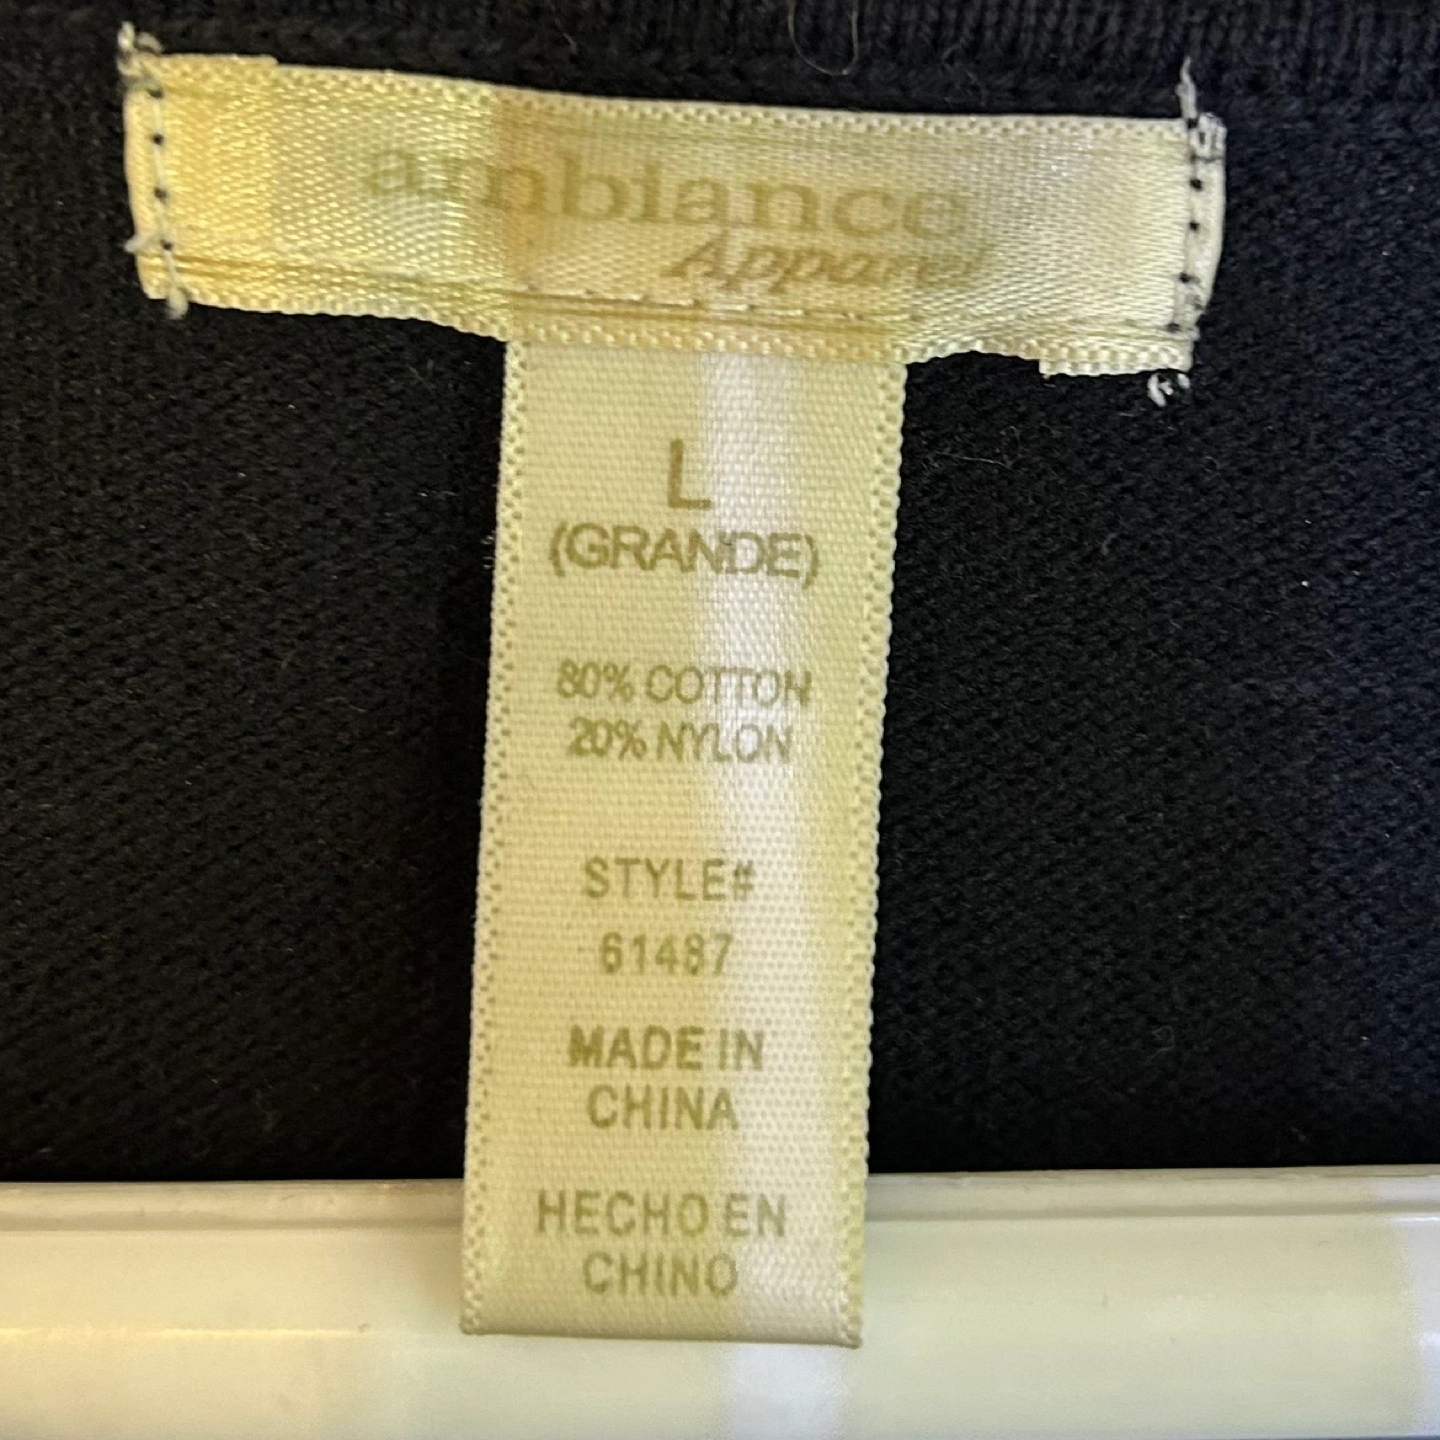 ambiance
Apparel
L
(GRANDE)
80% COTTON
20% NYLON
STYLE#
61487
MADE IN
CHINA
HECHO EN
CHINO